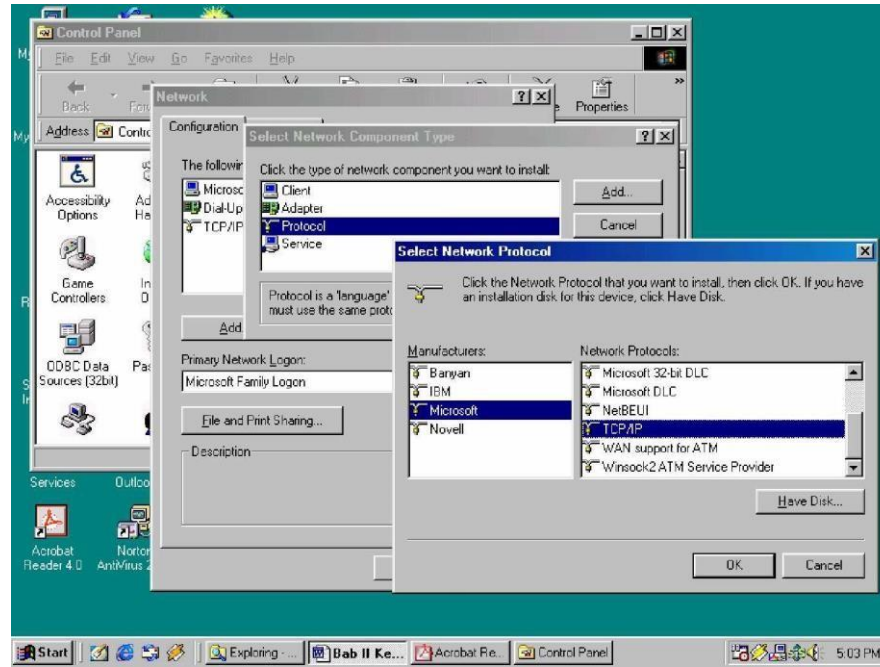 Control Panel
File Edit View Go Favorites Help
Back
Properties
Address
Accessibility
Options
Game
Controllers
ODBC Data
Sources (32bit)
Network
Configuration
Dial-Up
TCP/IP
Add
Primary Network Logon:
Microsoft Family Logon
File and Print Sharing...
Description
Select Network Component Type
Click the type of network component you want to install:
Client
Adapter
Protocol
Service
Add...
Cancel
Protocol is a 'language'
must use the same
Select Network Protocol
Click the Network Protocol that you want to install, then click OK. If you have
an installation disk for this device, click Have Disk.
Manufacturers:
Banyan
IBM
Microsoft
Novell
Network Protocols:
Microsoft 32-bit DLC
Microsoft DLC
NetBEUI
TCP/IP
WAN support for ATM
Winsock2 ATM Service Provider
Have Disk...
OK
Cancel
Services
Acrobat
Reader 4.0
Norton
AntiVirus
Start
Exploring - ...
Bab II Ke...
Acrobat Re...
Control Panel
5:03 PM